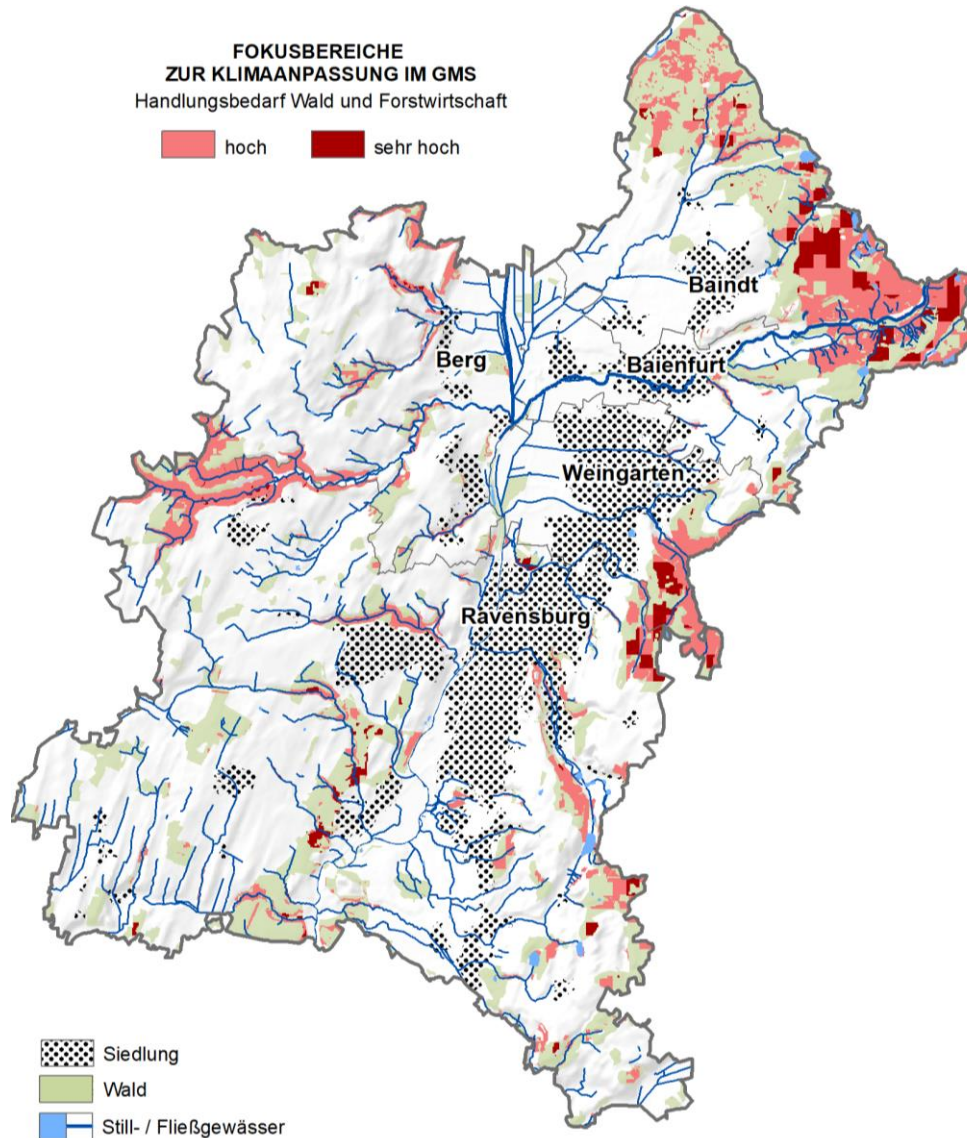 FOKUSBEREICHE
ZUR KLIMAANPASSUNG IM GMS
Handlungsbedarf Wald und Forstwirtschaft
hoch
sehr hoch
Baindt
Berg
Baienfurt
Weingarten
Ravensburg
Siedlung
Wald
Still- / Fließgewässer